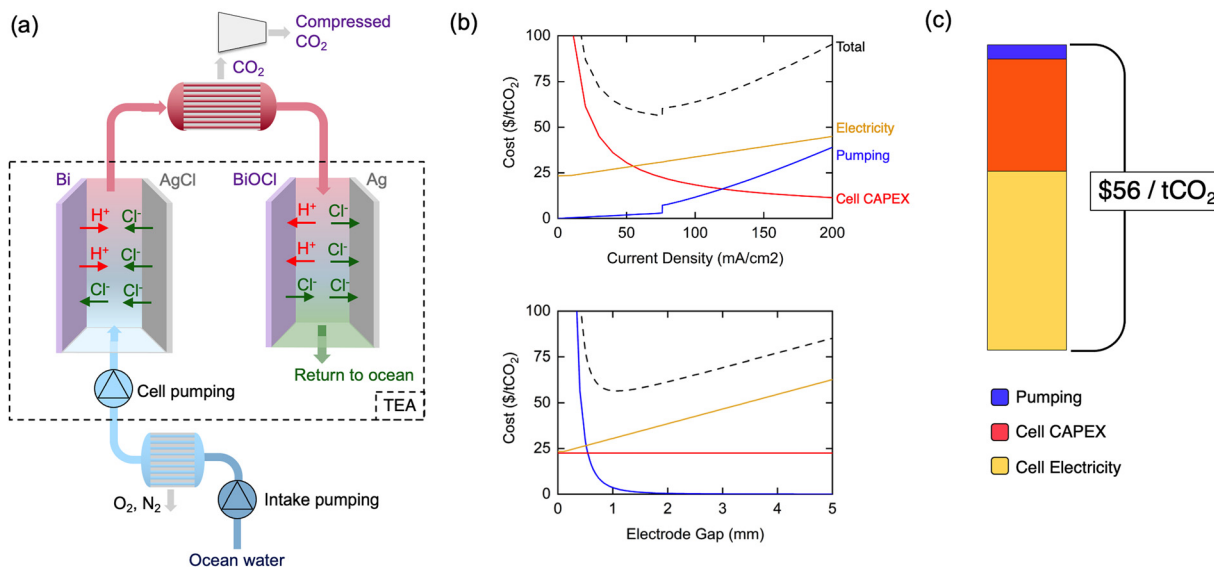 (a)
Compressed
CO₂
CO₂
Bi
AgCl
BiOCl
Ag
H⁺
Cl⁻
H⁺
Cl⁻
H⁺
Cl⁻
H⁺
Cl⁻
Cl⁻
Cl⁻
Cl⁻
Cl⁻
Return to ocean
Cell pumping
TEA
O₂, N₂
Intake pumping
Ocean water
(b)
Cost ($/tCO₂)
100
75
50
25
0
0
50
100
150
200
Current Density (mA/cm2)
Total
Electricity
Pumping
Cell CAPEX
Cost ($/tCO₂)
100
75
50
25
0
0
1
2
3
4
5
Electrode Gap (mm)
(c)
$56 / tCO₂
Pumping
Cell CAPEX
Cell Electricity